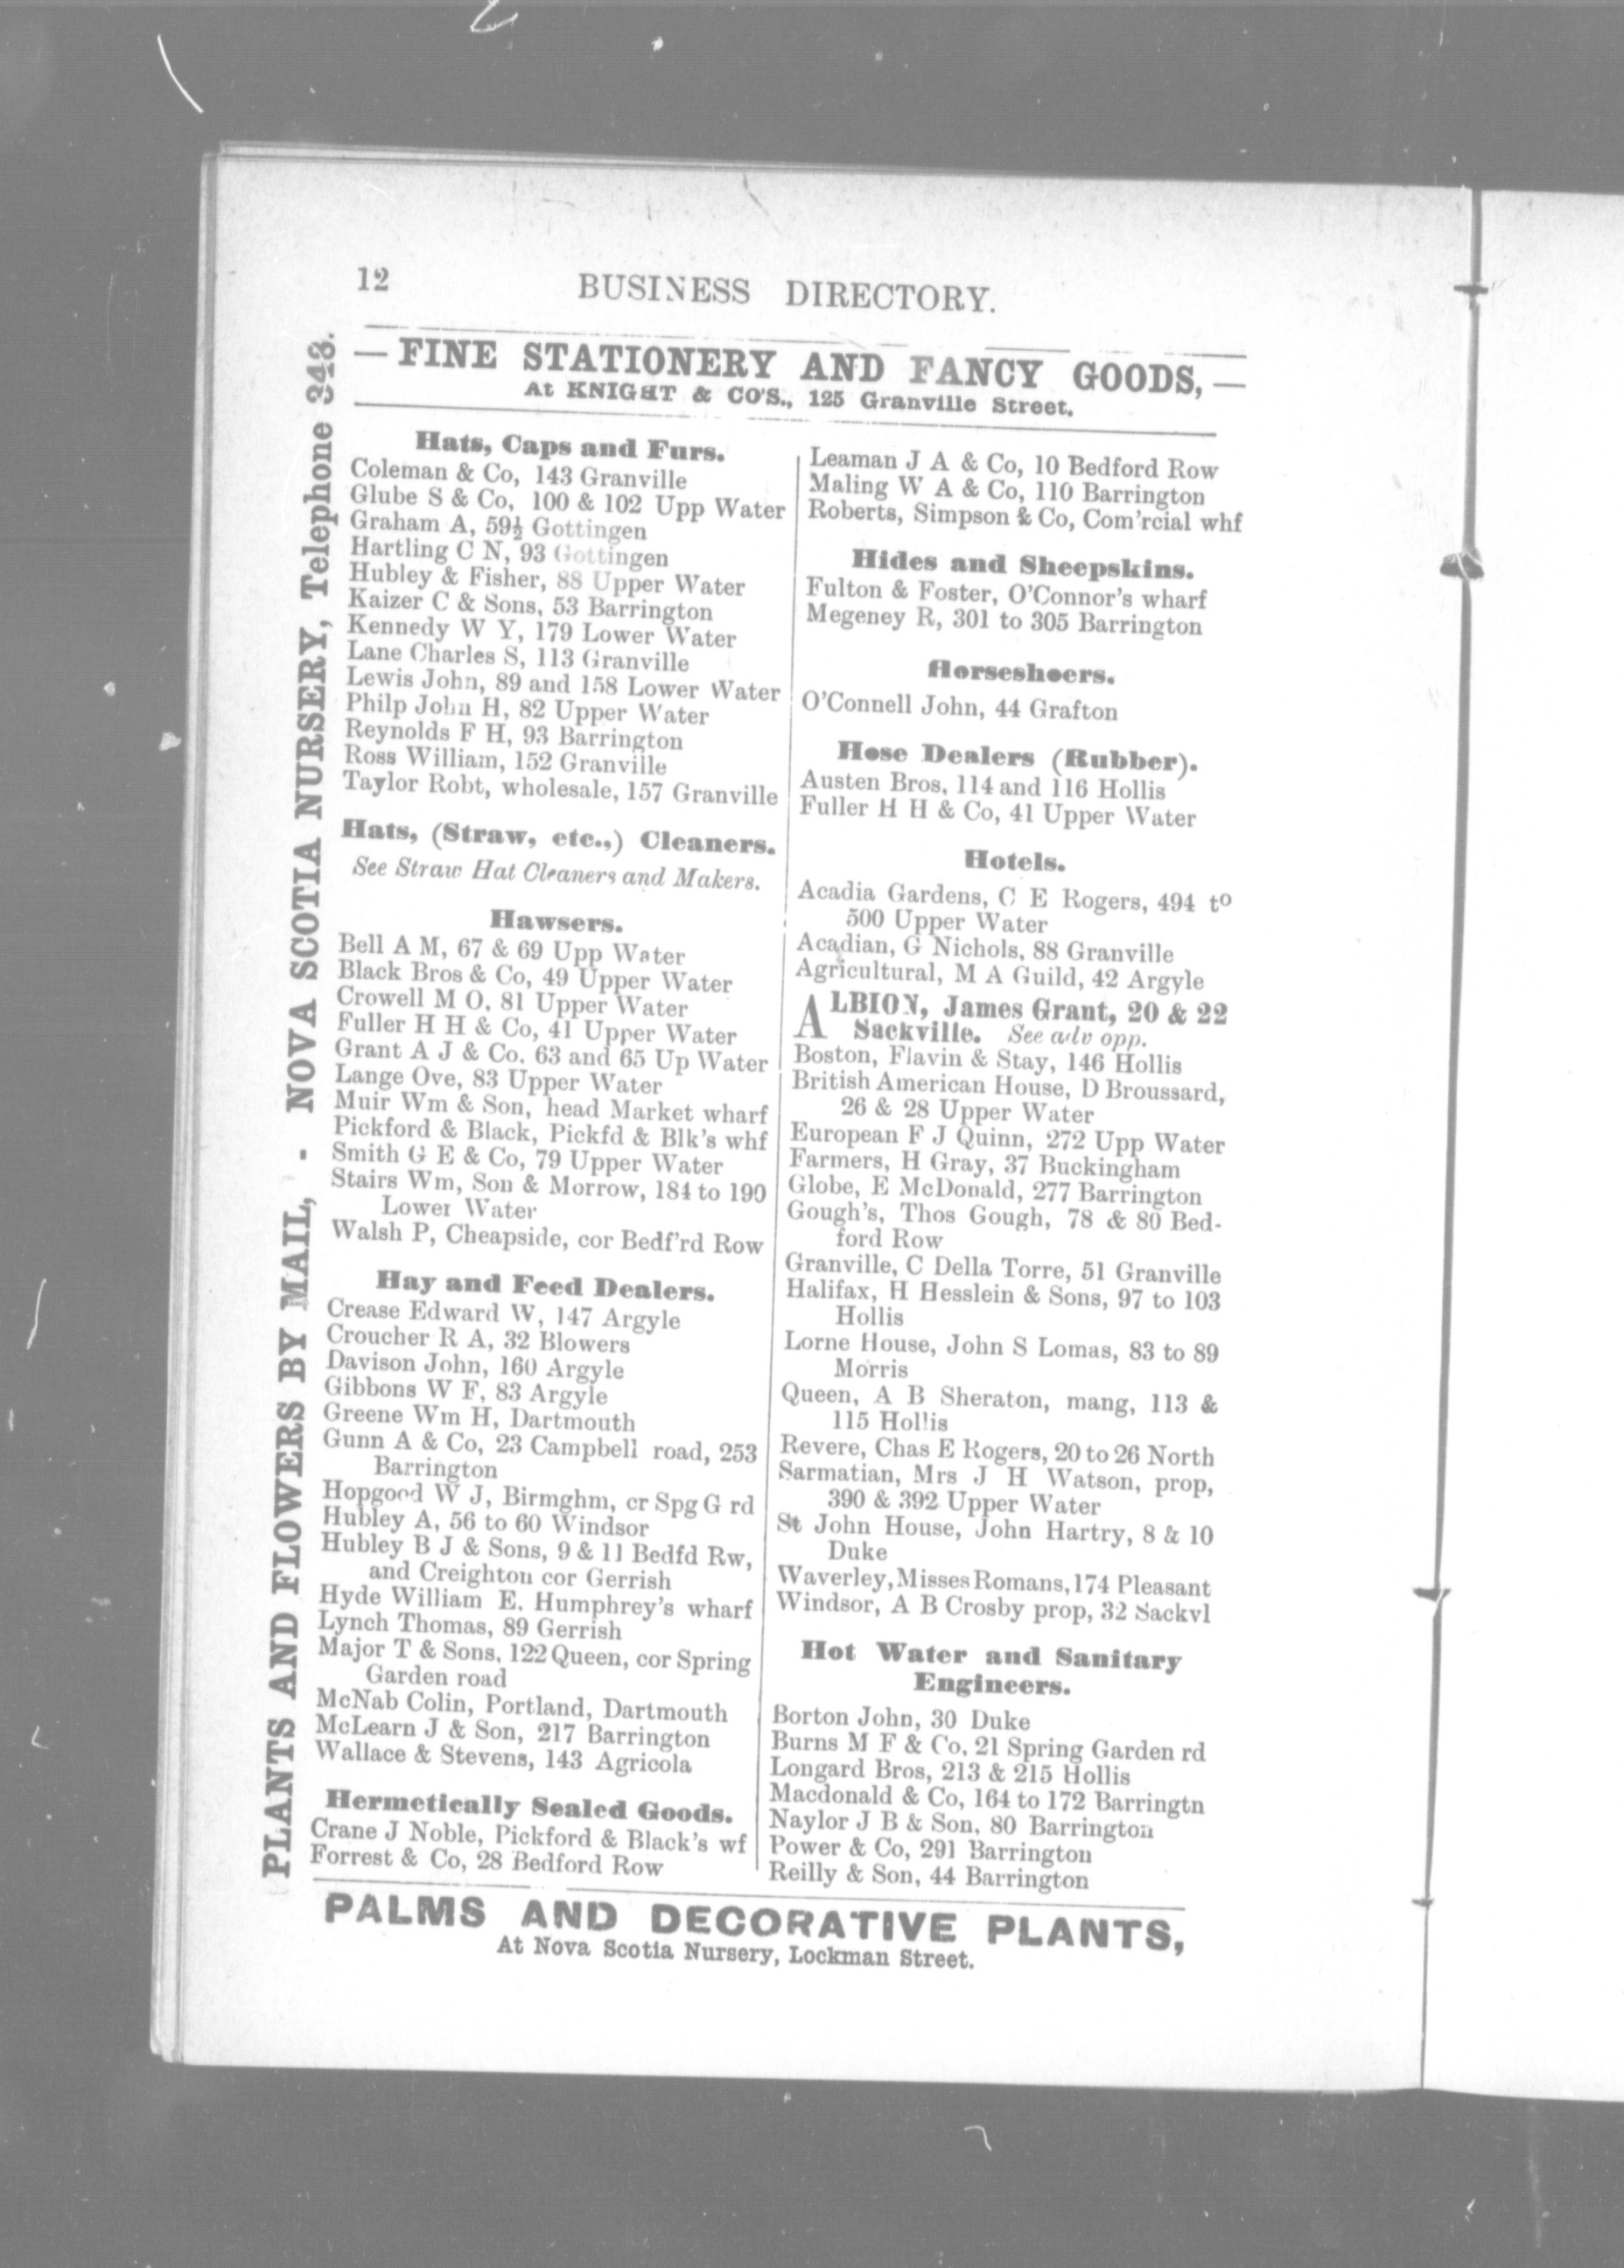 12 BUSINESS DIRECTORY.
— FINE STATIONERY AND FANCY GOODS, —
At KNIGHT & CO'S., 125 Granville Street.
PLANTS AND FLOWERS BY MAIL, - NOVA SCOTIA NURSERY, Telephone 343.
Hats, Caps and Furs.
Coleman & Co, 143 Granville
Glube S & Co, 100 & 102 Upp Water
Graham A, 59½ Gottingen
Hartling C N, 93 Gottingen
Hubley & Fisher, 88 Upper Water
Kaizer C & Sons, 53 Barrington
Kennedy W Y, 179 Lower Water
Lane Charles S, 113 Granville
Lewis John, 89 and 158 Lower Water
Philp John H, 82 Upper Water
Reynolds F H, 93 Barrington
Ross William, 152 Granville
Taylor Robt, wholesale, 157 Granville
Hats, (Straw, etc.,) Cleaners.
See Straw Hat Cleaners and Makers.
Hawsers.
Bell A M, 67 & 69 Upp Water
Black Bros & Co, 49 Upper Water
Crowell M O, 81 Upper Water
Fuller H H & Co, 41 Upper Water
Grant A J & Co. 63 and 65 Up Water
Lange Ove, 83 Upper Water
Muir Wm & Son, head Market wharf
Pickford & Black, Pickfd & Blk's whf
Smith G E & Co, 79 Upper Water
Stairs Wm, Son & Morrow, 184 to 190
Lower Water
Walsh P, Cheapside, cor Bedf'rd Row
Hay and Feed Dealers.
Crease Edward W, 147 Argyle
Croucher R A, 32 Blowers
Davison John, 160 Argyle
Gibbons W F, 83 Argyle
Greene Wm H, Dartmouth
Gunn A & Co, 23 Campbell road, 253
Barrington
Hopgood W J, Birmghm, cr Spg G rd
Hubley A, 56 to 60 Windsor
Hubley B J & Sons, 9 & 11 Bedfd Rw,
and Creighton cor Gerrish
Hyde William E. Humphrey's wharf
Lynch Thomas, 89 Gerrish
Major T & Sons, 122 Queen, cor Spring
Garden road
McNab Colin, Portland, Dartmouth
McLearn J & Son, 217 Barrington
Wallace & Stevens, 143 Agricola
Hermetically Sealed Goods.
Crane J Noble, Pickford & Black's wf
Forrest & Co, 28 Bedford Row
Leaman J A & Co, 10 Bedford Row
Maling W A & Co, 110 Barrington
Roberts, Simpson & Co, Com'rcial whf
Hides and Sheepskins.
Fulton & Foster, O'Connor's wharf
Megeney R, 301 to 305 Barrington
Horseshoers.
O'Connell John, 44 Grafton
Hose Dealers (Rubber).
Austen Bros, 114 and 116 Hollis
Fuller H H & Co, 41 Upper Water
Hotels.
Acadia Gardens, C E Rogers, 494 to
500 Upper Water
Acadian, G Nichols, 88 Granville
Agricultural, M A Guild, 42 Argyle
ALBION, James Grant, 20 & 22
Sackville. See adv opp.
Boston, Flavin & Stay, 146 Hollis
British American House, D Broussard,
26 & 28 Upper Water
European F J Quinn, 272 Upp Water
Farmers, H Gray, 37 Buckingham
Globe, E McDonald, 277 Barrington
Gough's, Thos Gough, 78 & 80 Bed-
ford Row
Granville, C Della Torre, 51 Granville
Halifax, H Hesslein & Sons, 97 to 103
Hollis
Lorne House, John S Lomas, 83 to 89
Morris
Queen, A B Sheraton, mang, 113 &
115 Hollis
Revere, Chas E Rogers, 20 to 26 North
Sarmatian, Mrs J H Watson, prop,
390 & 392 Upper Water
St John House, John Hartry, 8 & 10
Duke
Waverley, Misses Romans, 174 Pleasant
Windsor, A B Crosby prop, 32 Sackvl
Hot Water and Sanitary
Engineers.
Borton John, 30 Duke
Burns M F & Co, 21 Spring Garden rd
Longard Bros, 213 & 215 Hollis
Macdonald & Co, 164 to 172 Barringtn
Naylor J B & Son, 80 Barrington
Power & Co, 291 Barrington
Reilly & Son, 44 Barrington
PALMS AND DECORATIVE PLANTS,
At Nova Scotia Nursery, Lockman Street.